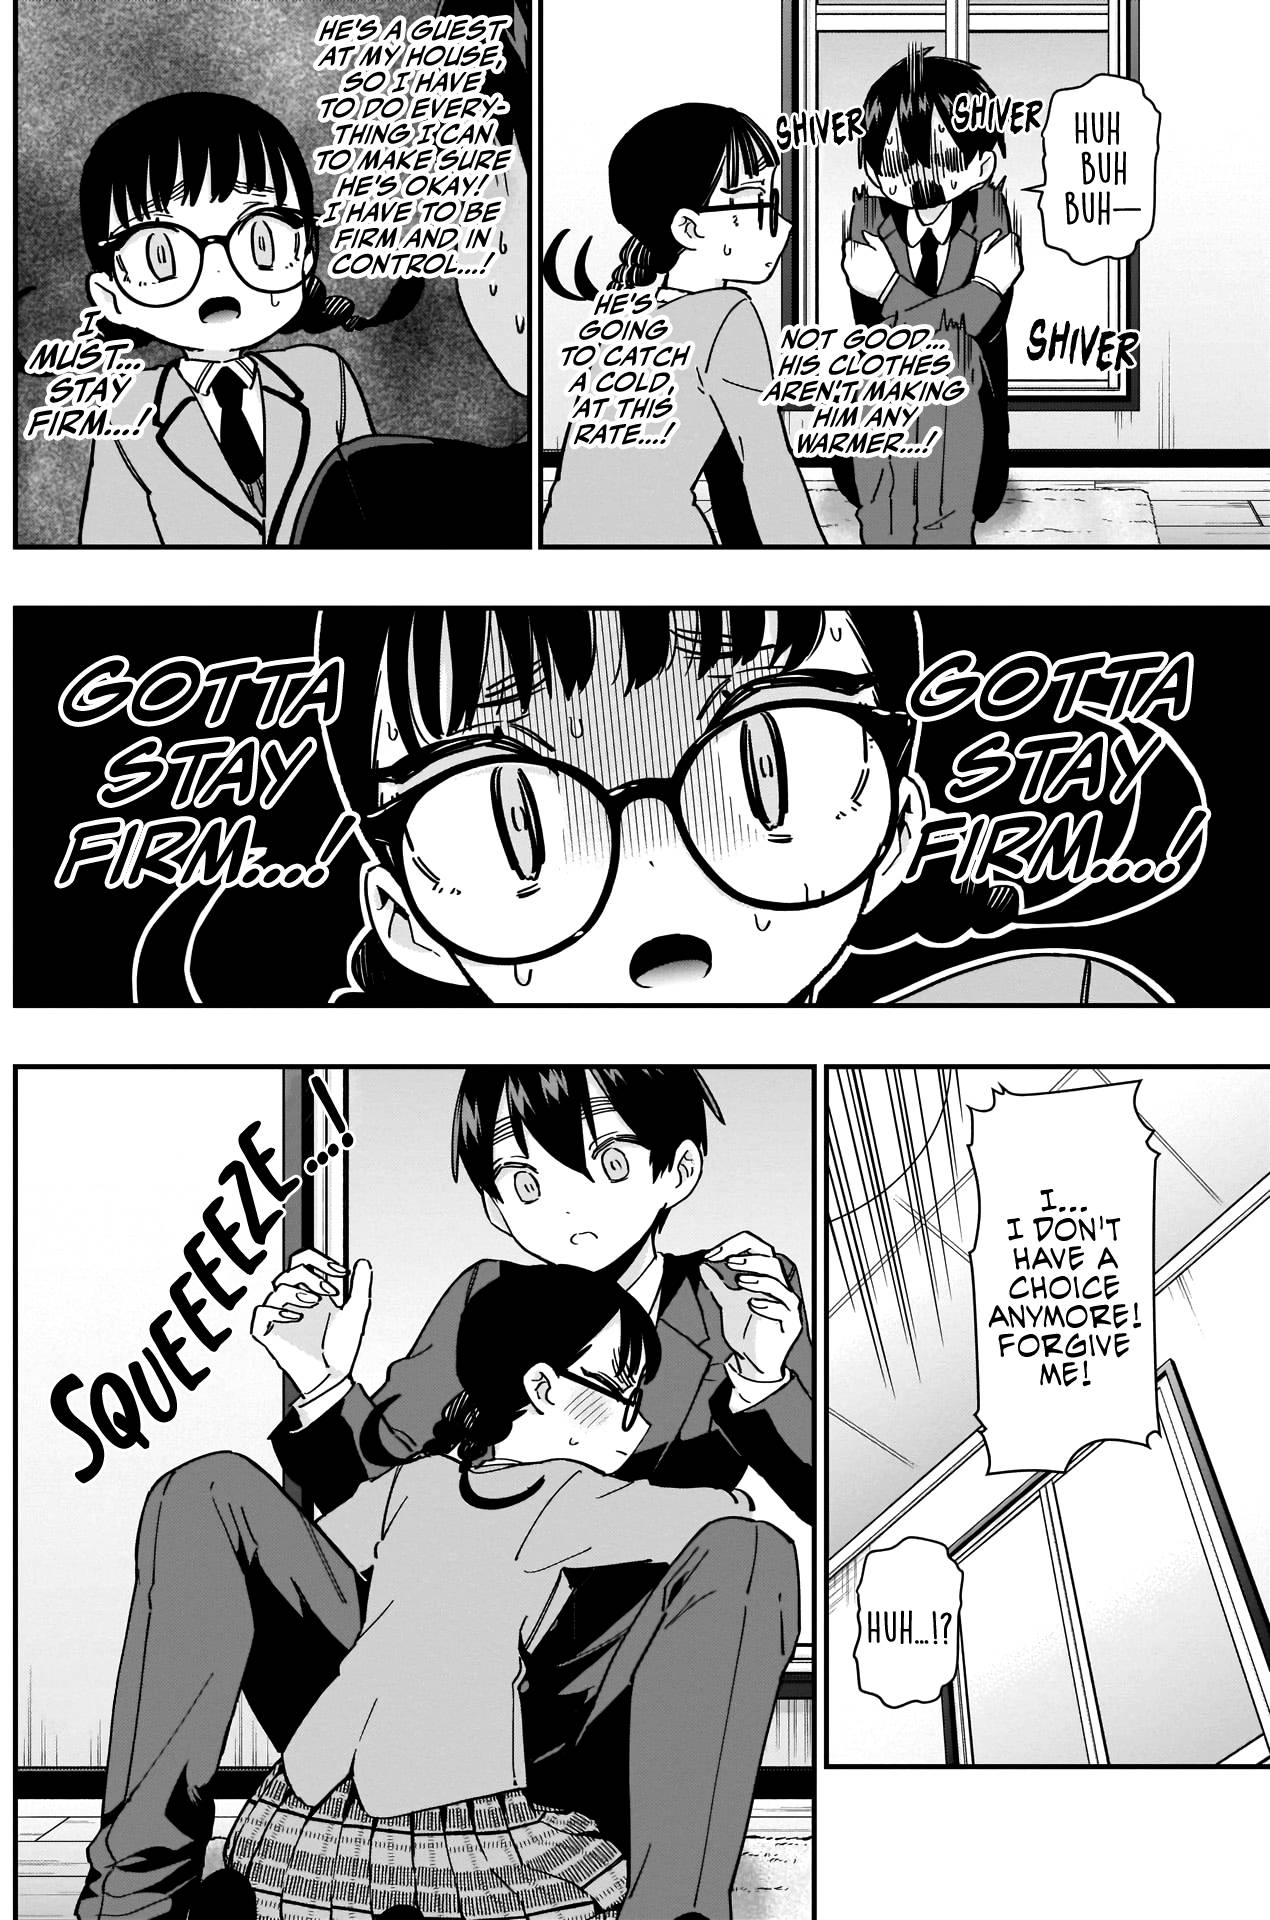 HUH
BUH
BUH—
SHIVER
SHIVER
SHIVER
NOT GOOD...
HIS CLOTHES
AREN'T MAKING
HIM ANY
WARMER...!
HE'S
GOING
TO CATCH
A COLD,
AT THIS
RATE...!
HE'S A GUEST
AT MY HOUSE,
SO I HAVE
TO DO EVERY-
THING I CAN
TO MAKE SURE
HE'S OKAY!
I HAVE TO BE
FIRM AND IN
CONTROL...!
I
MUST...
STAY
FIRM...!
GOTTA
STAY
FIRM...!
GOTTA
STAY
FIRM...!
I...
I DON'T
HAVE A
CHOICE
ANYMORE!
FORGIVE
ME!
HUH...!?
SQUEEEEZE...!